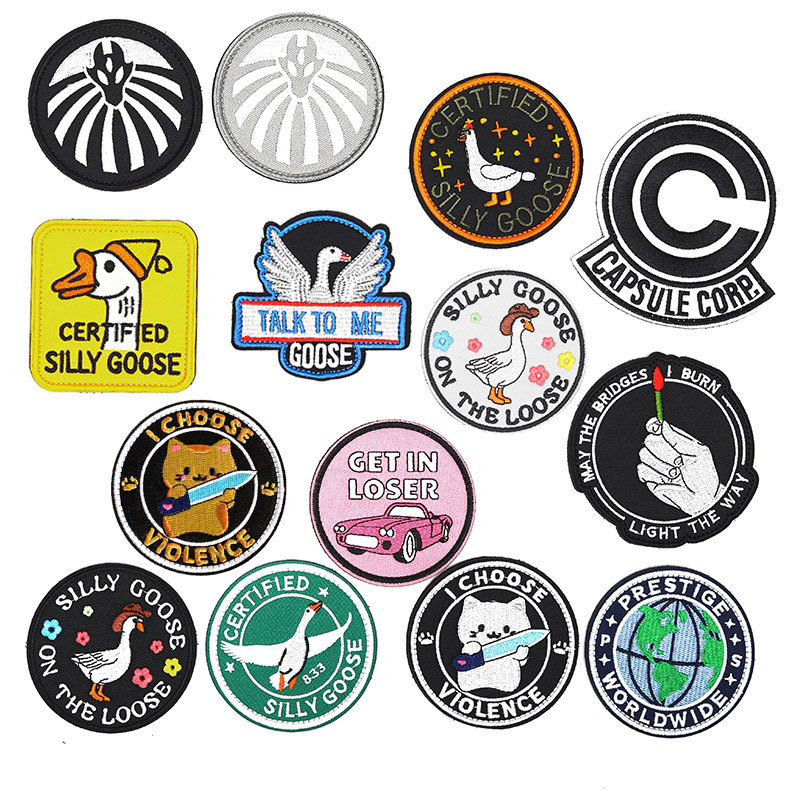 CERTIFIED
SILLY GOOSE
CAPSULE CORP.
CERTIFIED
SILLY GOOSE
TALK TO ME
GOOSE
SILLY GOOSE
ON THE LOOSE
MAY THE BRIDGES I BURN
LIGHT THE WAY
I CHOOSE
VIOLENCE
GET IN
LOSER
SILLY GOOSE
ON THE LOOSE
CERTIFIED
8-33
SILLY GOOSE
I CHOOSE
VIOLENCE
PRESTIGE
P S
WORLDWIDE